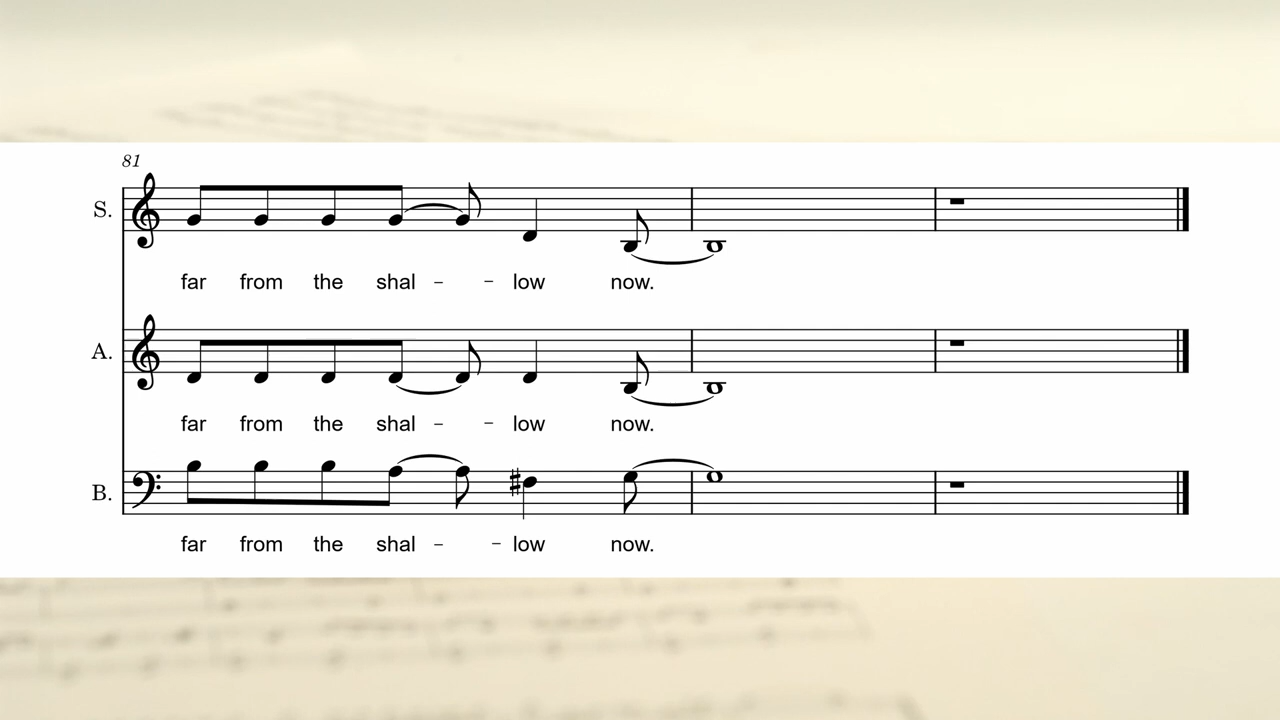 81
S.
far from the shal - - low now.
A.
far from the shal - - low now.
B.
far from the shal - - low now.